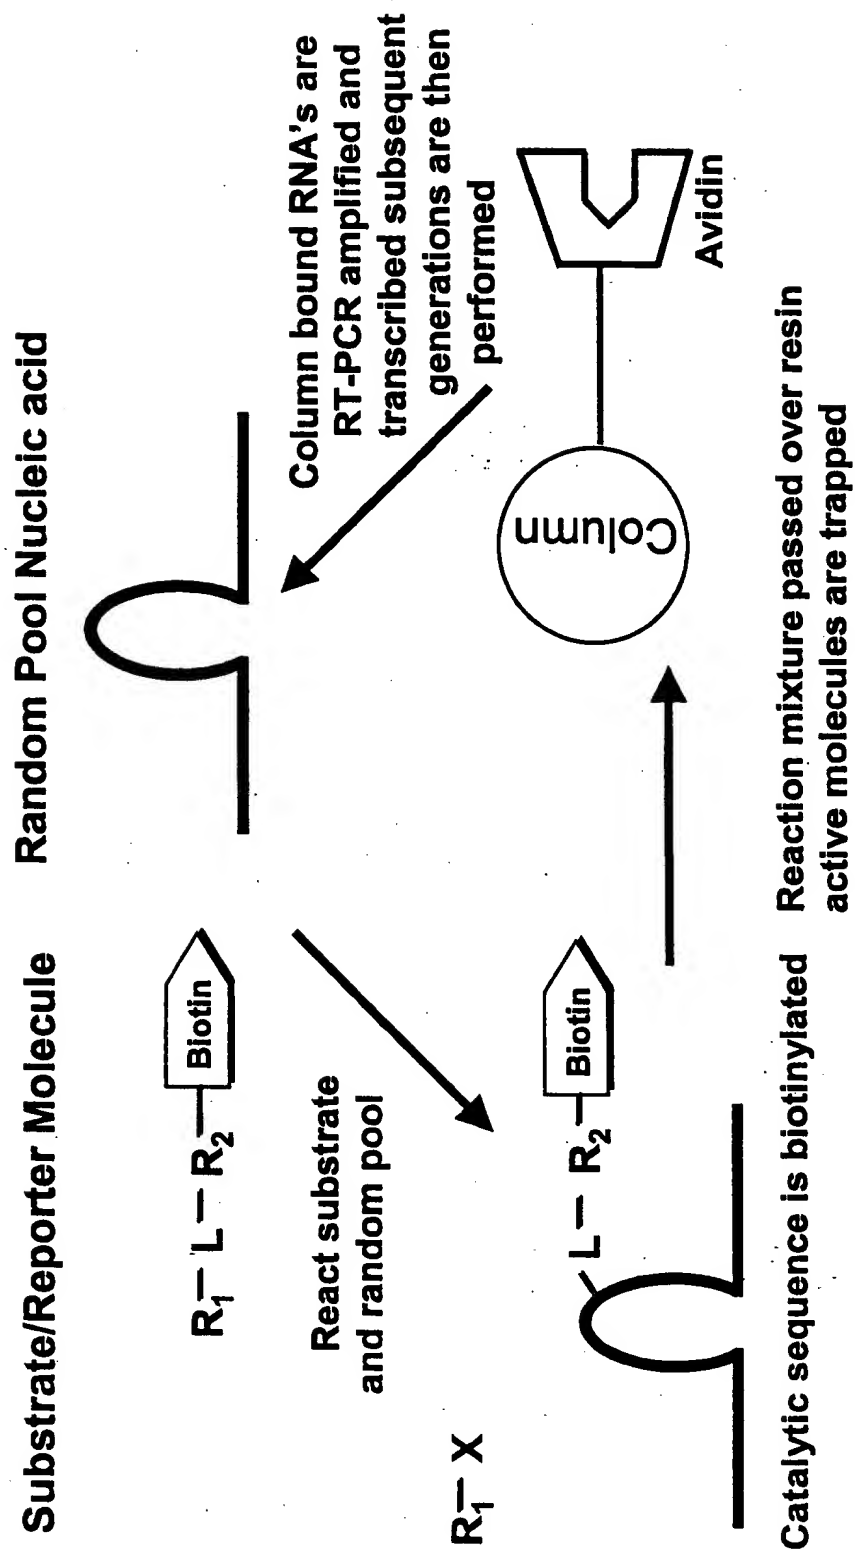 Substrate/Reporter Molecule
Random Pool Nucleic acid
R1— L— R2— Biotin
React substrate
and random pool
Column bound RNA's are
RT-PCR amplified and
transcribed subsequent
generations are then
performed
R1— X
L— R2— Biotin
Column
Avidin
Catalytic sequence is biotinylated
Reaction mixture passed over resin
active molecules are trapped